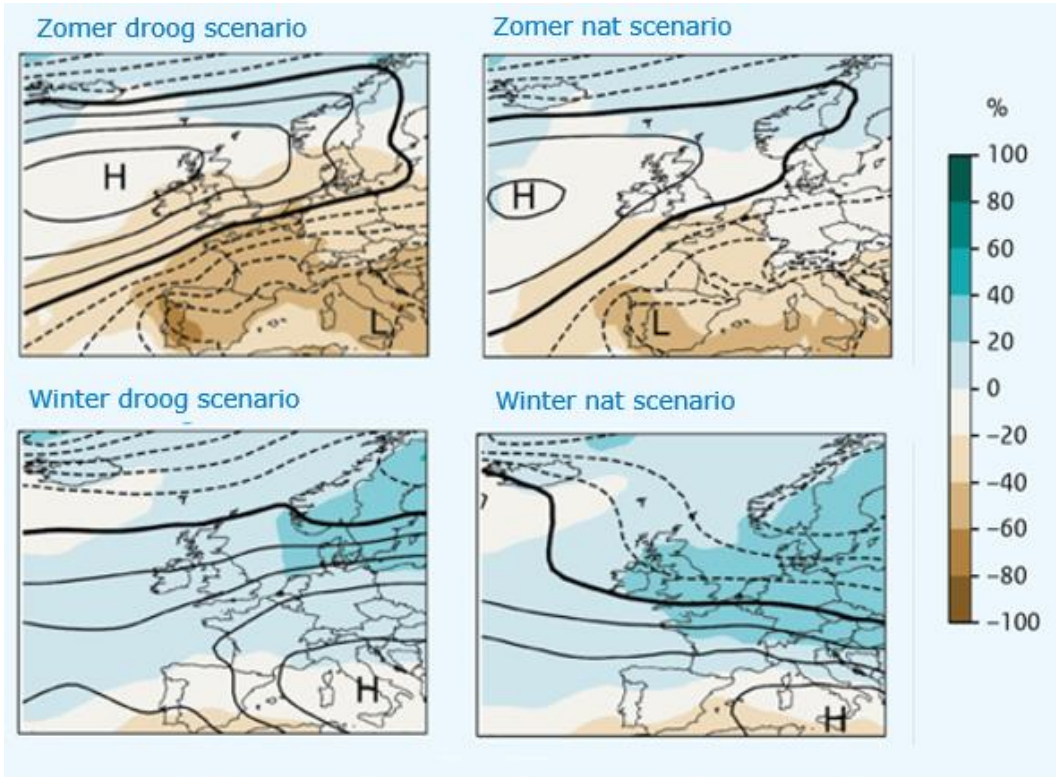 Zomer droog scenario
Zomer nat scenario
H
L
H
L
%
100
80
60
40
20
0
−20
−40
−60
−80
−100
Winter droog scenario
Winter nat scenario
H
H